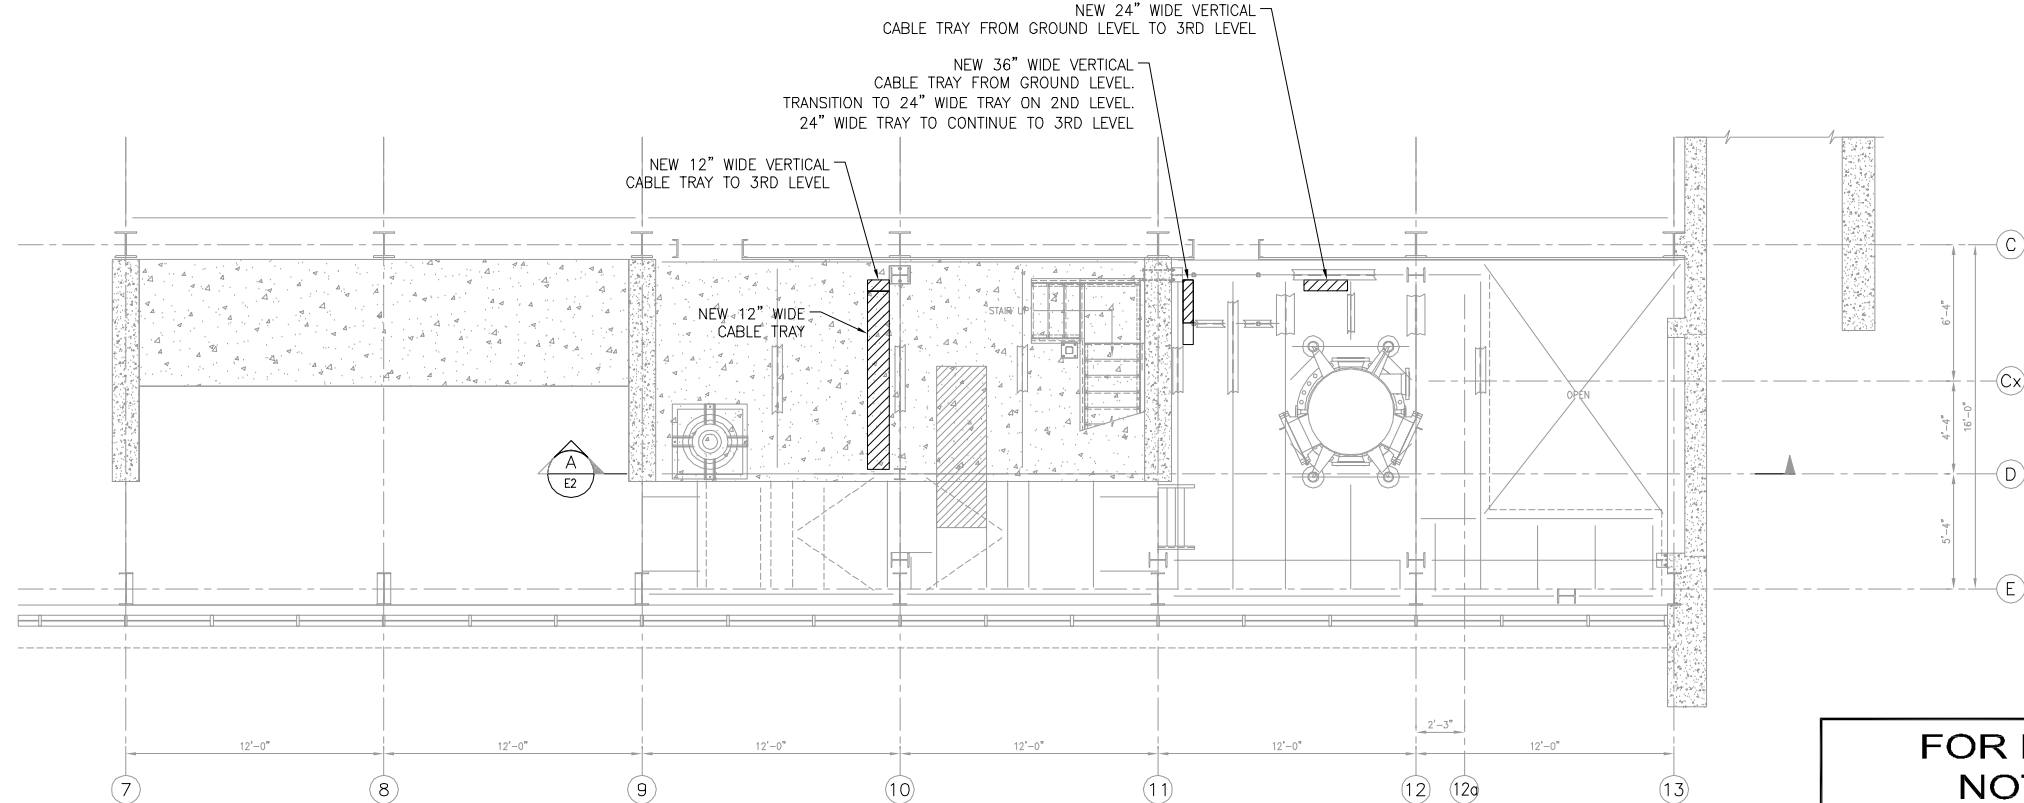 NEW 24” WIDE VERTICAL
CABLE TRAY FROM GROUND LEVEL TO 3RD LEVEL
NEW 36” WIDE VERTICAL
CABLE TRAY FROM GROUND LEVEL.
TRANSITION TO 24” WIDE TRAY ON 2ND LEVEL.
24” WIDE TRAY TO CONTINUE TO 3RD LEVEL
NEW 12” WIDE VERTICAL
CABLE TRAY TO 3RD LEVEL
C
NEW 12” WIDE
CABLE TRAY
STAIR UP
6'-4"
Cx
OPEN
4'-4"
16'-0"
A
E2
D
5'-4"
E
2'-3"
12'-0"
12'-0"
12'-0"
12'-0"
12'-0"
12'-0"
7
8
9
10
11
12
12a
13
FOR
NOT